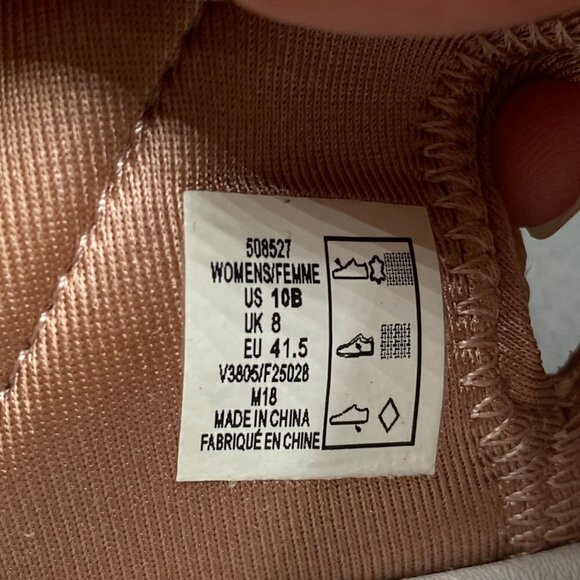 508527
WOMENS/FEMME
US 10B
UK 8
EU 41.5
V3805/F25028
M18
MADE IN CHINA
FABRIQUÉ EN CHINE